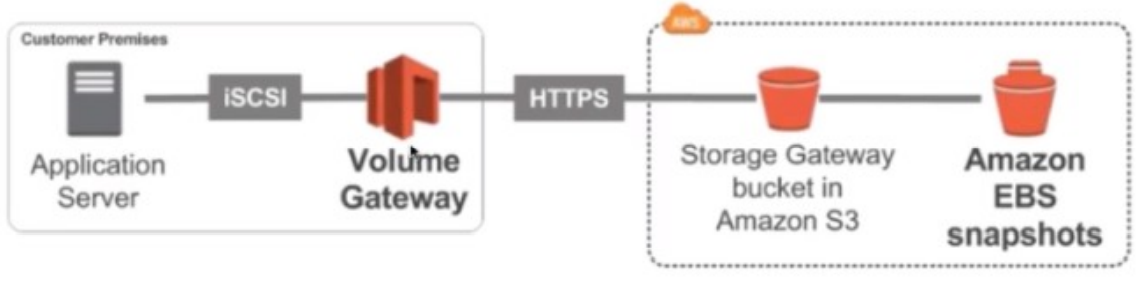 Customer Premises
AWS
iSCSI
HTTPS
Application
Server
Volume
Gateway
Storage Gateway
bucket in
Amazon S3
Amazon
EBS
snapshots